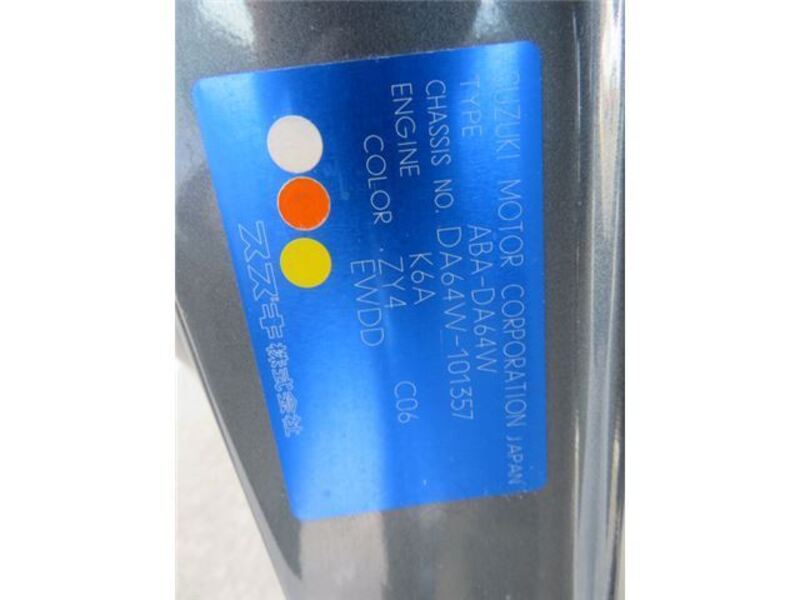 SUZUKI MOTOR CORPORATION JAPAN
TYPE ABA-DA64W
CHASSIS NO. DA64W-101357
ENGINE K6A C06
COLOR ZY4
EWDD
スズキ株式会社